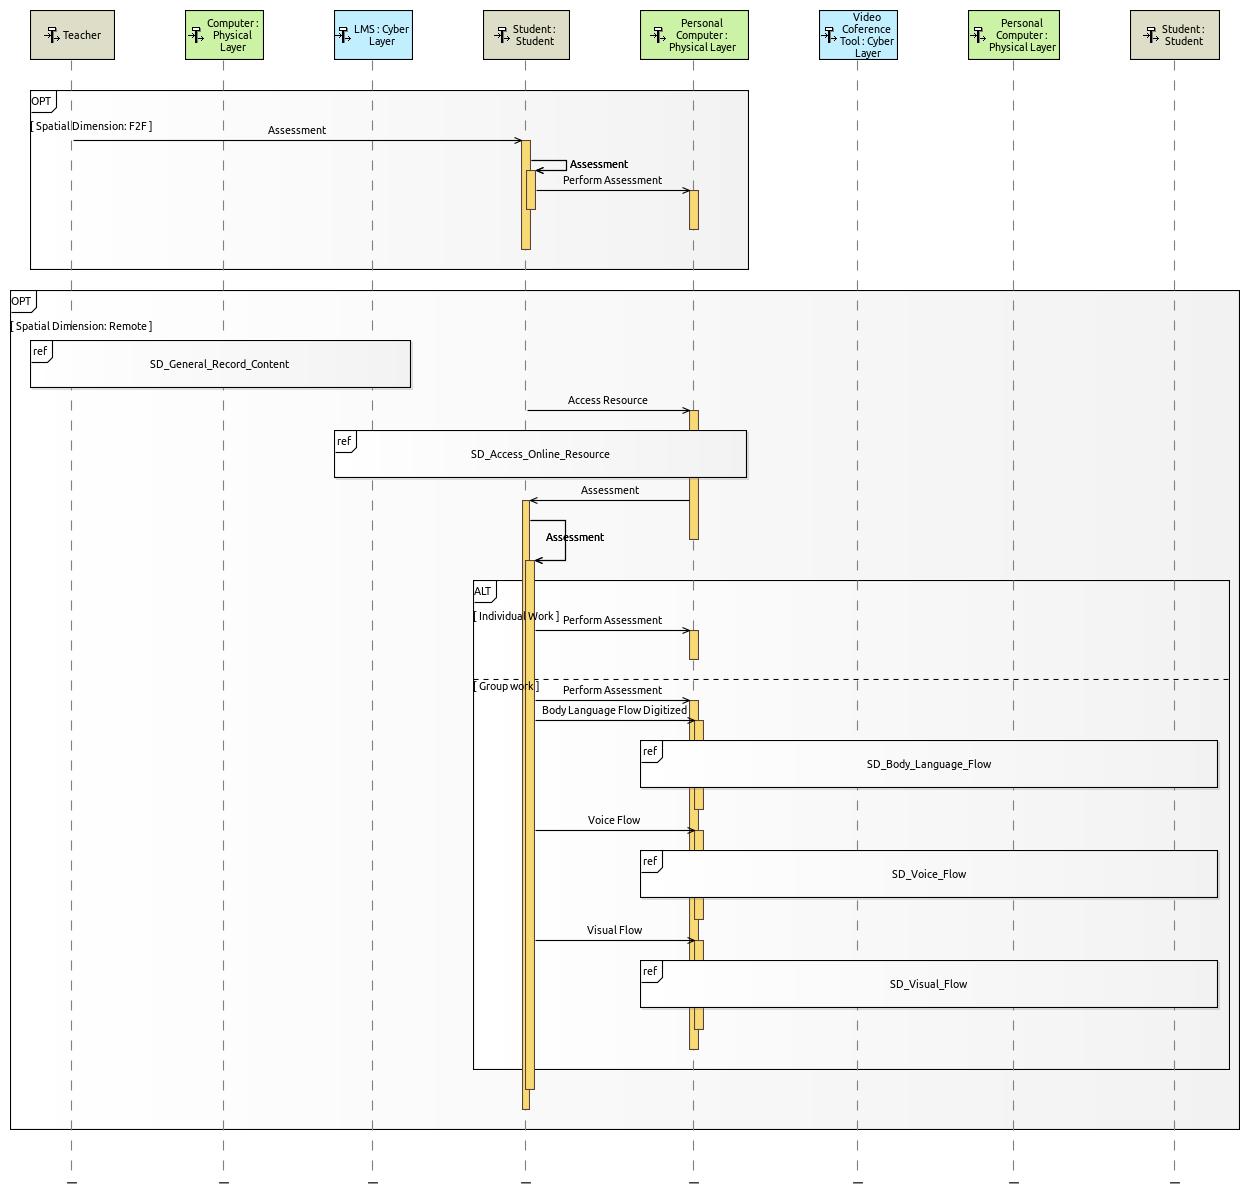 Teacher
Computer :
Physical
Layer
LMS : Cyber
Layer
Student :
Student
Personal
Computer :
Physical Layer
Video
Coference
Tool : Cyber
Layer
Personal
Computer :
Physical Layer
Student :
Student
OPT
[ Spatial Dimension: F2F ]
Assessment
Assessment
Perform Assessment
OPT
[ Spatial Dimension: Remote ]
ref
SD_General_Record_Content
Access Resource
ref
SD_Access_Online_Resource
Assessment
Assessment
ALT
[ Individual Work ]
Perform Assessment
[ Group work ]
Perform Assessment
Body Language Flow Digitized
ref
SD_Body_Language_Flow
Voice Flow
ref
SD_Voice_Flow
Visual Flow
ref
SD_Visual_Flow